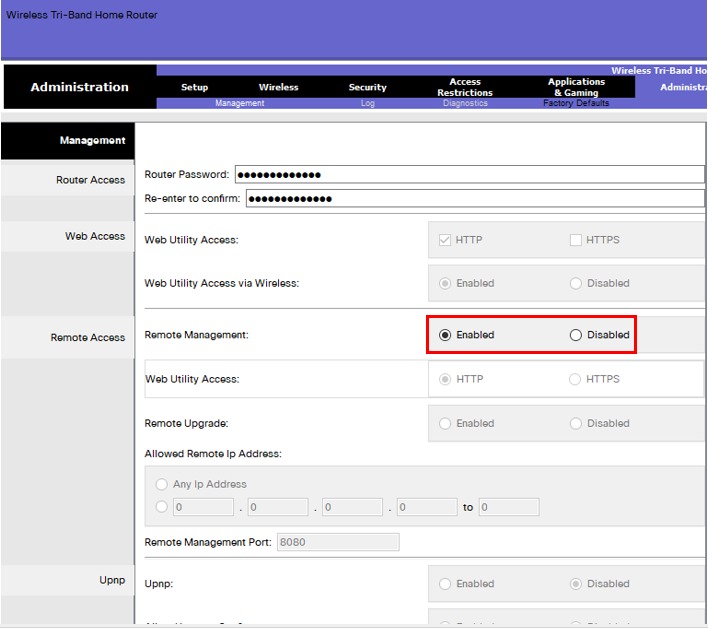 Wireless Tri-Band Home Router
Wireless Tri-Band Ho
Administration
Setup
Wireless
Security
Access Restrictions
Applications & Gaming
Administra
Management
Log
Diagnostics
Factory Defaults
Management
Router Access
Router Password: •••••••••••••
Re-enter to confirm: •••••••••••••
Web Access
Web Utility Access: HTTP HTTPS
Web Utility Access via Wireless: Enabled Disabled
Remote Access
Remote Management: Enabled Disabled
Web Utility Access: HTTP HTTPS
Remote Upgrade: Enabled Disabled
Allowed Remote Ip Address:
Any Ip Address
0 . 0 . 0 . 0 to 0
Remote Management Port: 8080
Upnp
Upnp: Enabled Disabled